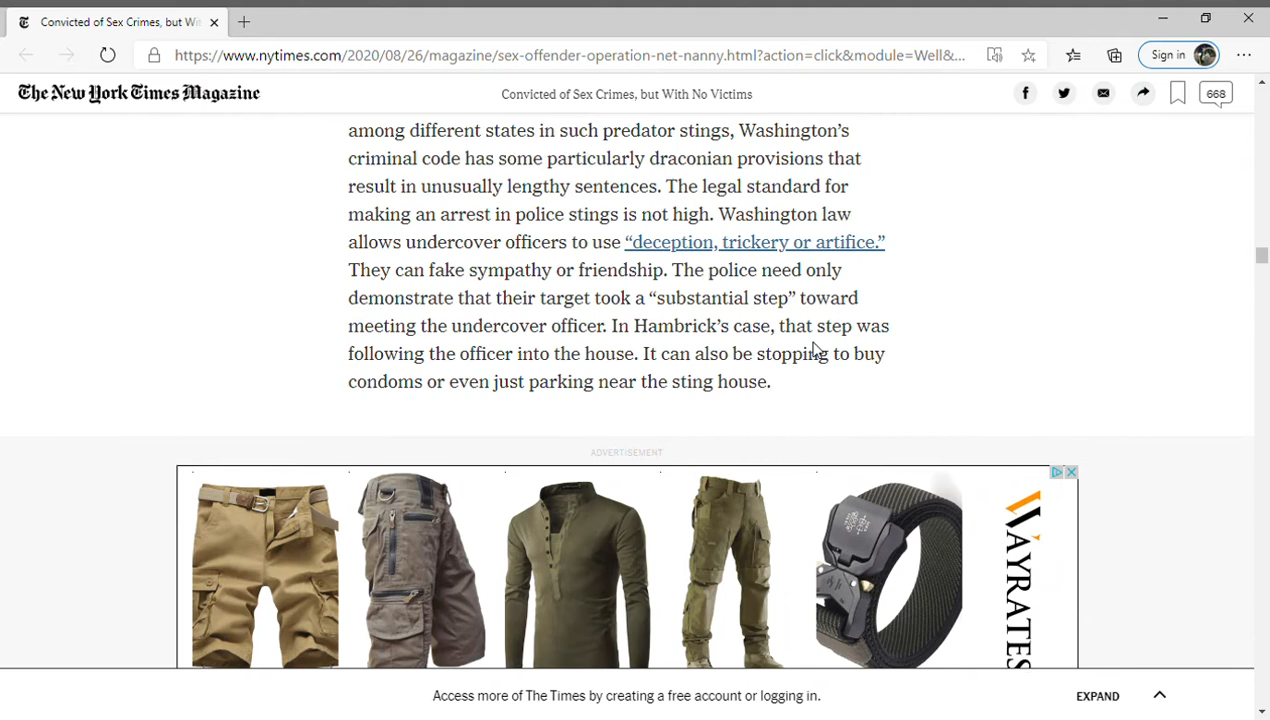 Convicted of Sex Crimes, but Wi
https://www.nytimes.com/2020/08/26/magazine/sex-offender-operation-net-nanny.html?action=click&module=Well&...
Sign in
The New York Times Magazine
Convicted of Sex Crimes, but With No Victims
668
among different states in such predator stings, Washington’s
criminal code has some particularly draconian provisions that
result in unusually lengthy sentences. The legal standard for
making an arrest in police stings is not high. Washington law
allows undercover officers to use “deception, trickery or artifice.”
They can fake sympathy or friendship. The police need only
demonstrate that their target took a “substantial step” toward
meeting the undercover officer. In Hambrick’s case, that step was
following the officer into the house. It can also be stopping to buy
condoms or even just parking near the sting house.
ADVERTISEMENT
WAYRATES
Access more of The Times by creating a free account or logging in.
EXPAND